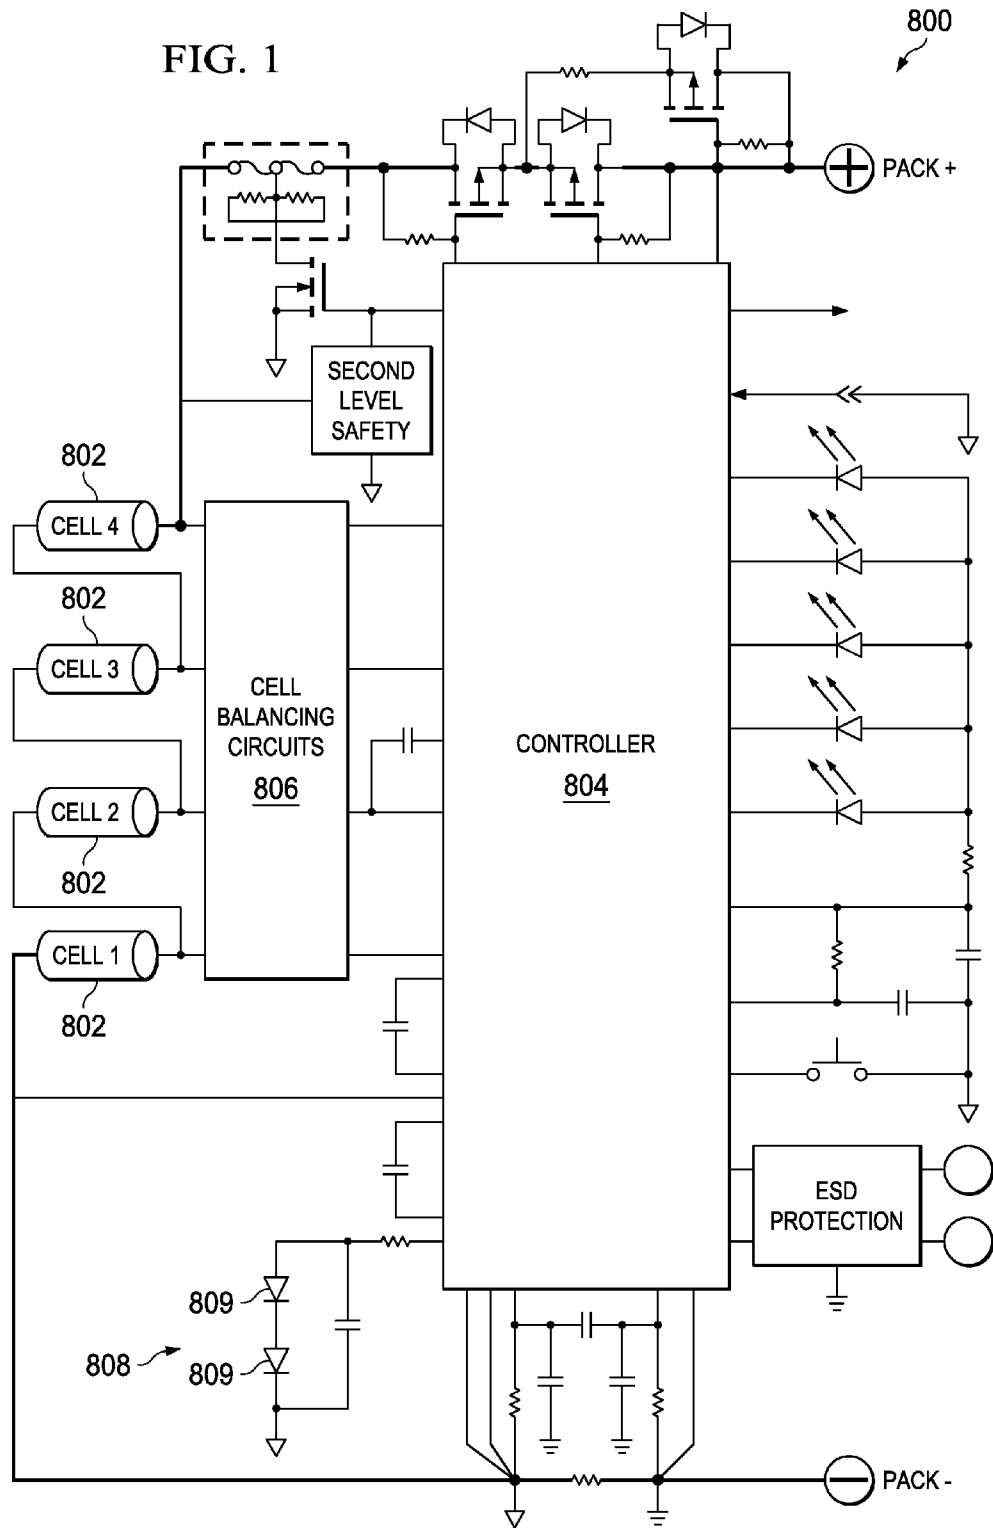 FIG. 1
800
PACK +
SECOND
LEVEL
SAFETY
802
CELL 4
802
CELL 3
CELL
BALANCING
CIRCUITS
806
CONTROLLER
804
CELL 2
802
CELL 1
802
ESD
PROTECTION
809
808
809
PACK -